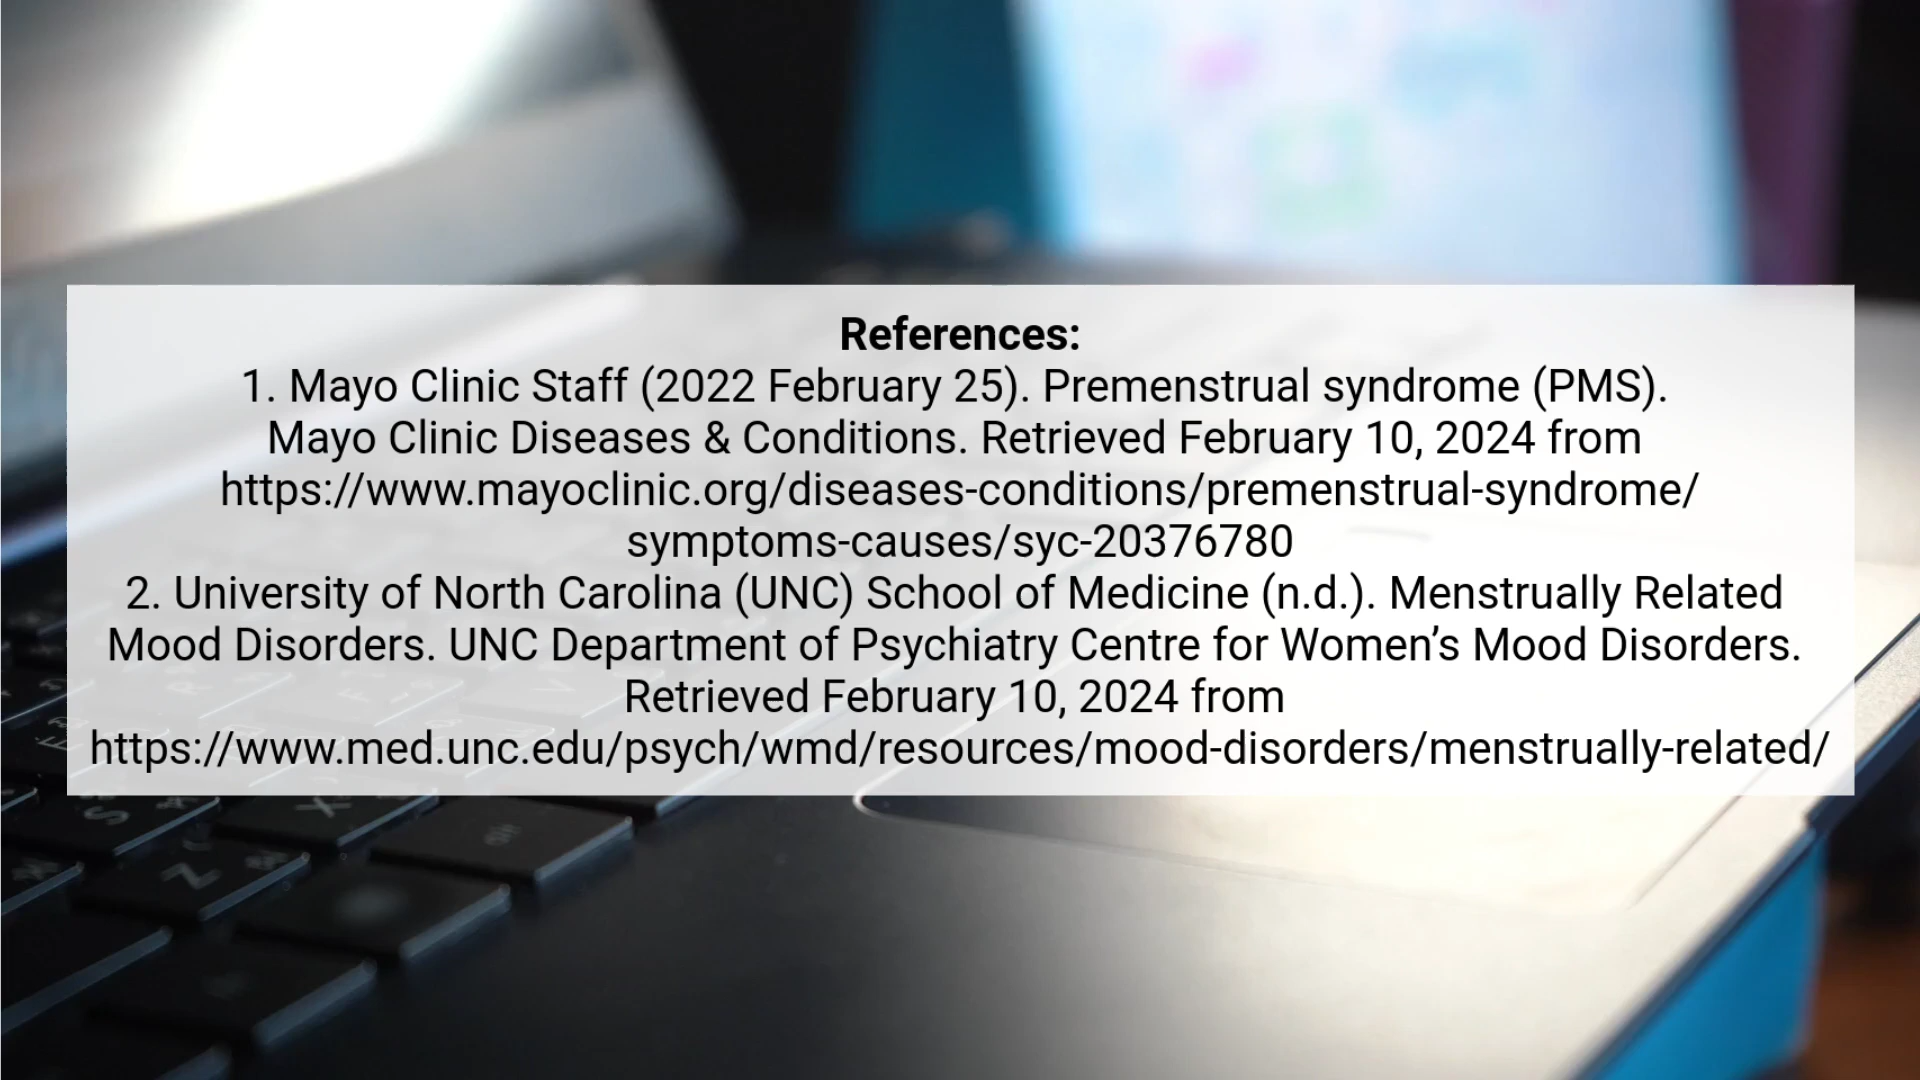 References:
1. Mayo Clinic Staff (2022 February 25). Premenstrual syndrome (PMS).
Mayo Clinic Diseases & Conditions. Retrieved February 10, 2024 from
https://www.mayoclinic.org/diseases-conditions/premenstrual-syndrome/
symptoms-causes/syc-20376780
2. University of North Carolina (UNC) School of Medicine (n.d.). Menstrually Related
Mood Disorders. UNC Department of Psychiatry Centre for Women’s Mood Disorders.
Retrieved February 10, 2024 from
https://www.med.unc.edu/psych/wmd/resources/mood-disorders/menstrually-related/